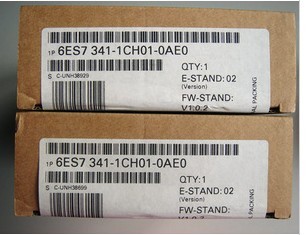 1P 6ES7 341-1CH01-0AE0
QTY:1
S C-UNH38929
E-STAND: 02
(Version)
FW-STAND:
V1.0.2
1P 6ES7 341-1CH01-0AE0
QTY:1
S C-UNH38699
E-STAND: 02
(Version)
FW-STAND: